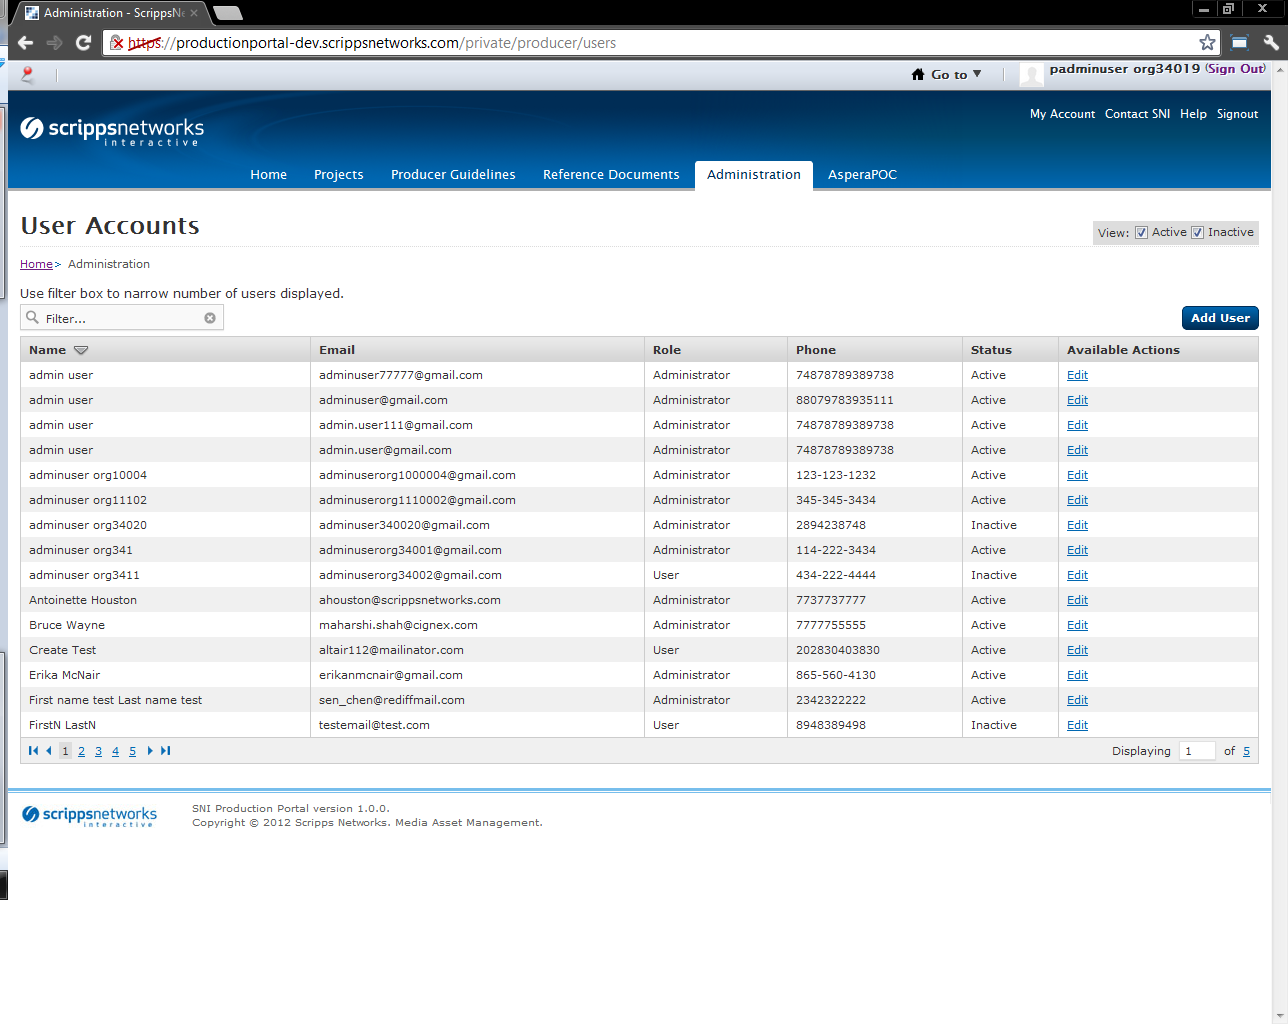 Administration - ScrippsNe
https://productionportal-dev.scrippsnetworks.com/private/producer/users
Go to padminuser org34019 (Sign Out)
My Account Contact SNI Help Signout
scrippsnetworks
interactive
Home Projects Producer Guidelines Reference Documents Administration AsperaPOC
User Accounts
View: Active Inactive
Home> Administration
Use filter box to narrow number of users displayed.
Filter...
Add User
Name Email Role Phone Status Available Actions
admin user adminuser77777@gmail.com Administrator 74878789389738 Active Edit
admin user adminuser@gmail.com Administrator 88079783935111 Active Edit
admin user admin.user111@gmail.com Administrator 74878789389738 Active Edit
admin user admin.user@gmail.com Administrator 74878789389738 Active Edit
adminuser org10004 adminuserorg1000004@gmail.com Administrator 123-123-1232 Active Edit
adminuser org11102 adminuserorg1110002@gmail.com Administrator 345-345-3434 Active Edit
adminuser org34020 adminuser340020@gmail.com Administrator 2894238748 Inactive Edit
adminuser org341 adminuserorg34001@gmail.com Administrator 114-222-3434 Active Edit
adminuser org3411 adminuserorg34002@gmail.com User 434-222-4444 Inactive Edit
Antoinette Houston ahouston@scrippsnetworks.com Administrator 7737737777 Active Edit
Bruce Wayne maharshi.shah@cignex.com Administrator 7777755555 Active Edit
Create Test altair112@mailinator.com User 202830403830 Active Edit
Erika McNair erikanmcnair@gmail.com Administrator 865-560-4130 Active Edit
First name test Last name test sen_chen@rediffmail.com Administrator 2342322222 Active Edit
FirstN LastN testemail@test.com User 8948389498 Inactive Edit
1 2 3 4 5 Displaying 1 of 5
scrippsnetworks
interactive
SNI Production Portal version 1.0.0.
Copyright © 2012 Scripps Networks. Media Asset Management.